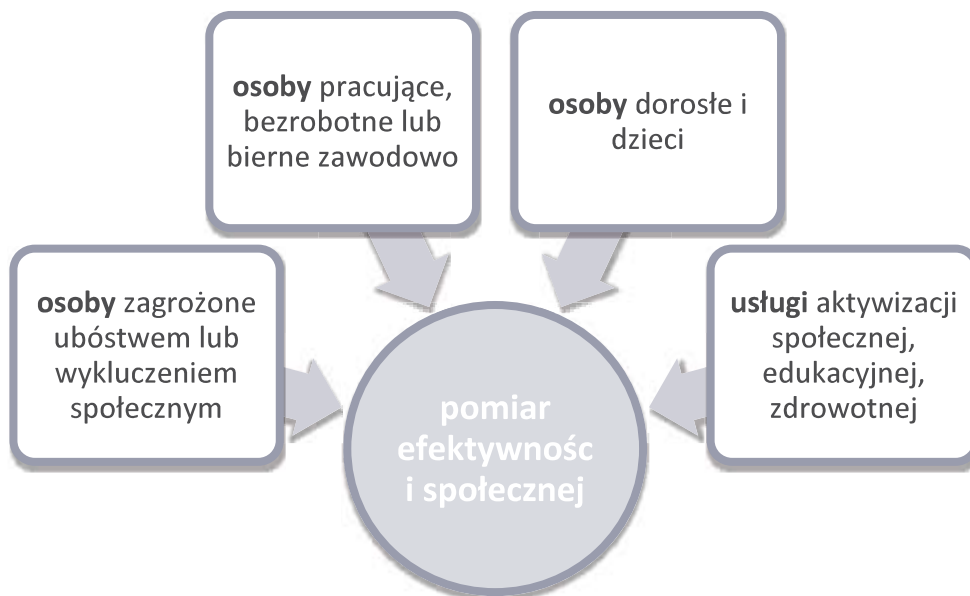 osoby pracujące,
bezrobotne lub
bierne zawodowo
osoby dorosłe i
dzieci
osoby zagrożone
ubóstwem lub
wykluczeniem
społecznym
usługi aktywizacji
społecznej,
edukacyjnej,
zdrowotnej
pomiar
efektywnośc
i społecznej